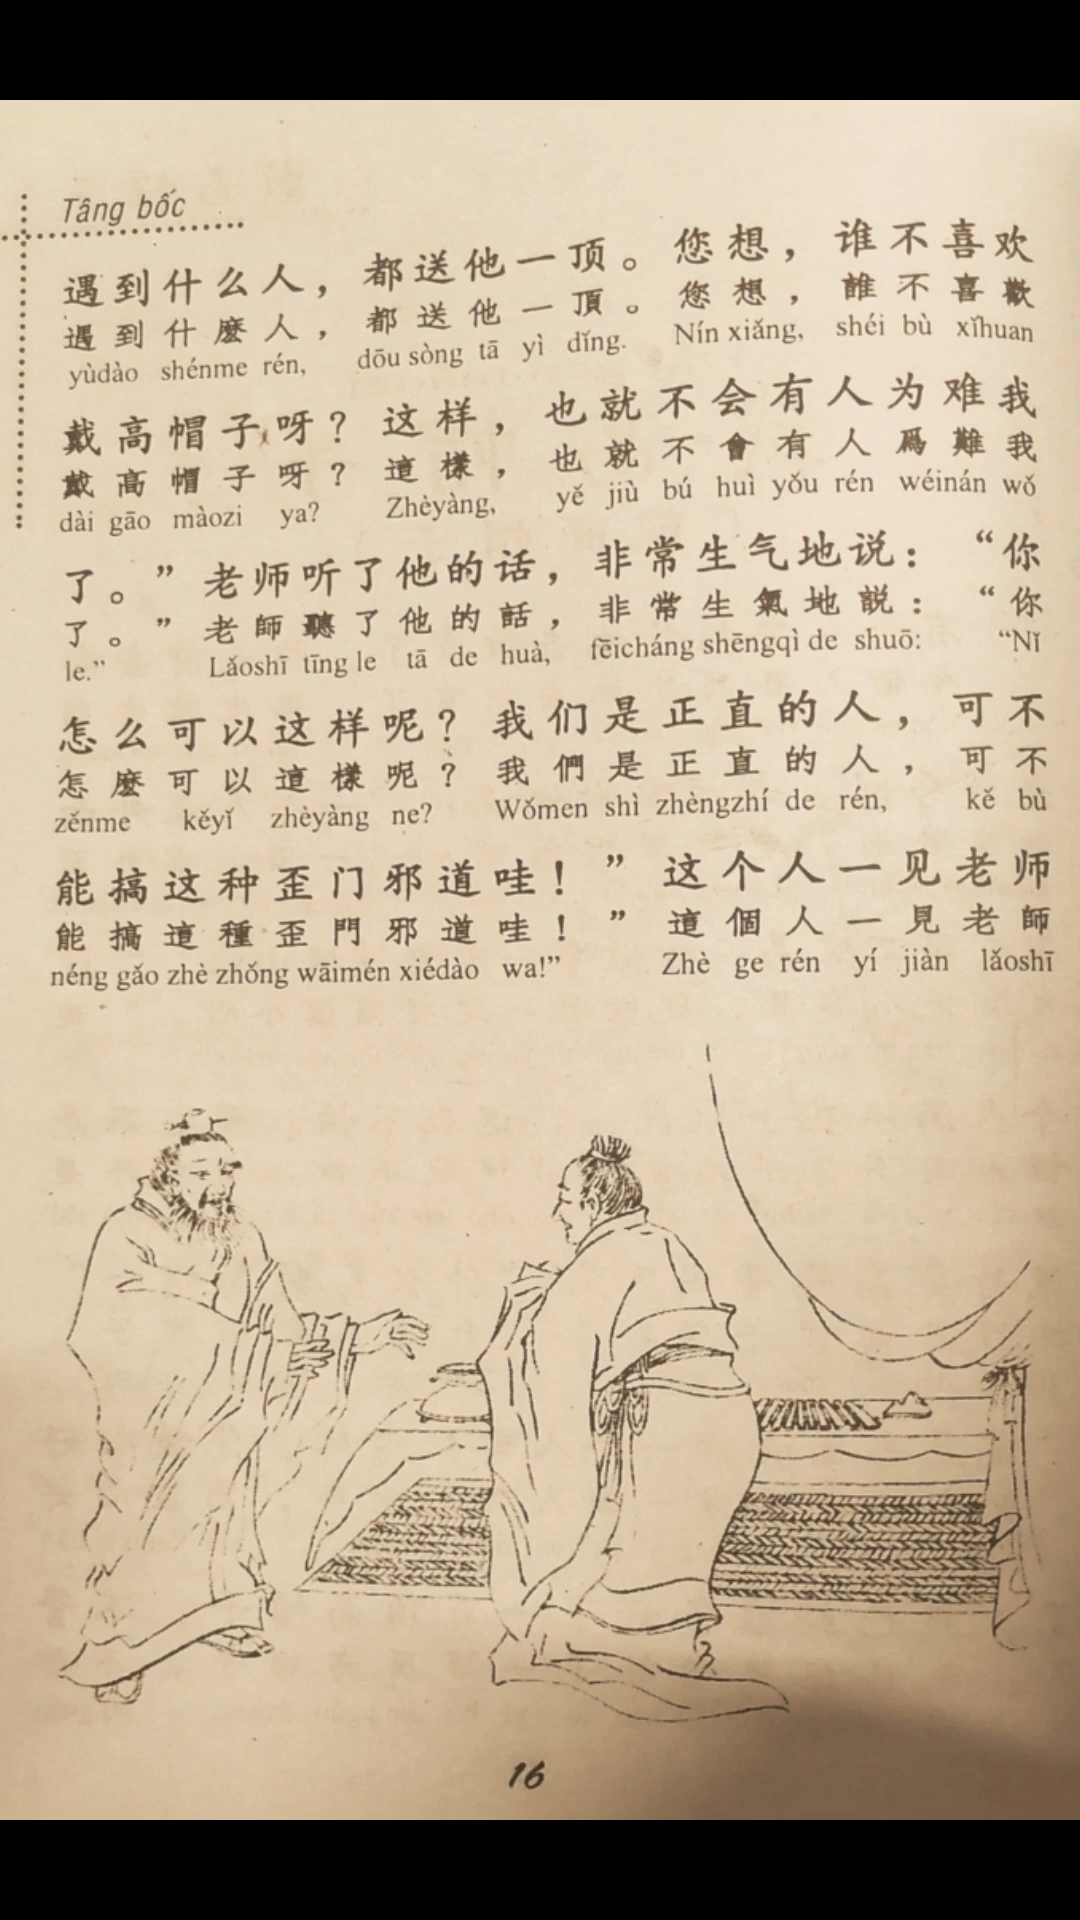 Tâng bốc
遇到什么人，都送他一顶。您想，谁不喜欢
遇到什麽人，都送他一頂。您想，誰不喜歡
yùdào shénme rén, dōu sòng tā yì dǐng. Nín xiǎng, shéi bù xǐhuan
戴高帽子呀？这样，也就不会有人为难我
戴高帽子呀？這樣，也就不會有人爲難我
dài gāo màozi ya? Zhèyàng, yě jiù bú huì yǒu rén wéinán wǒ
了。”老师听了他的话，非常生气地说：“你
了。”老師聽了他的話，非常生氣地説：“你
le.” Lǎoshī tīng le tā de huà, fēicháng shēngqì de shuō: “Nǐ
怎么可以这样呢？我们是正直的人，可不
怎麽可以這樣呢？我們是正直的人，可不
zěnme kěyǐ zhèyàng ne? Wǒmen shì zhèngzhí de rén, kě bù
能搞这种歪门邪道哇！”这个人一见老师
能搞這種歪門邪道哇！”這個人一見老師
néng gǎo zhè zhǒng wāimén xiédào wa!” Zhè ge rén yí jiàn lǎoshī
16